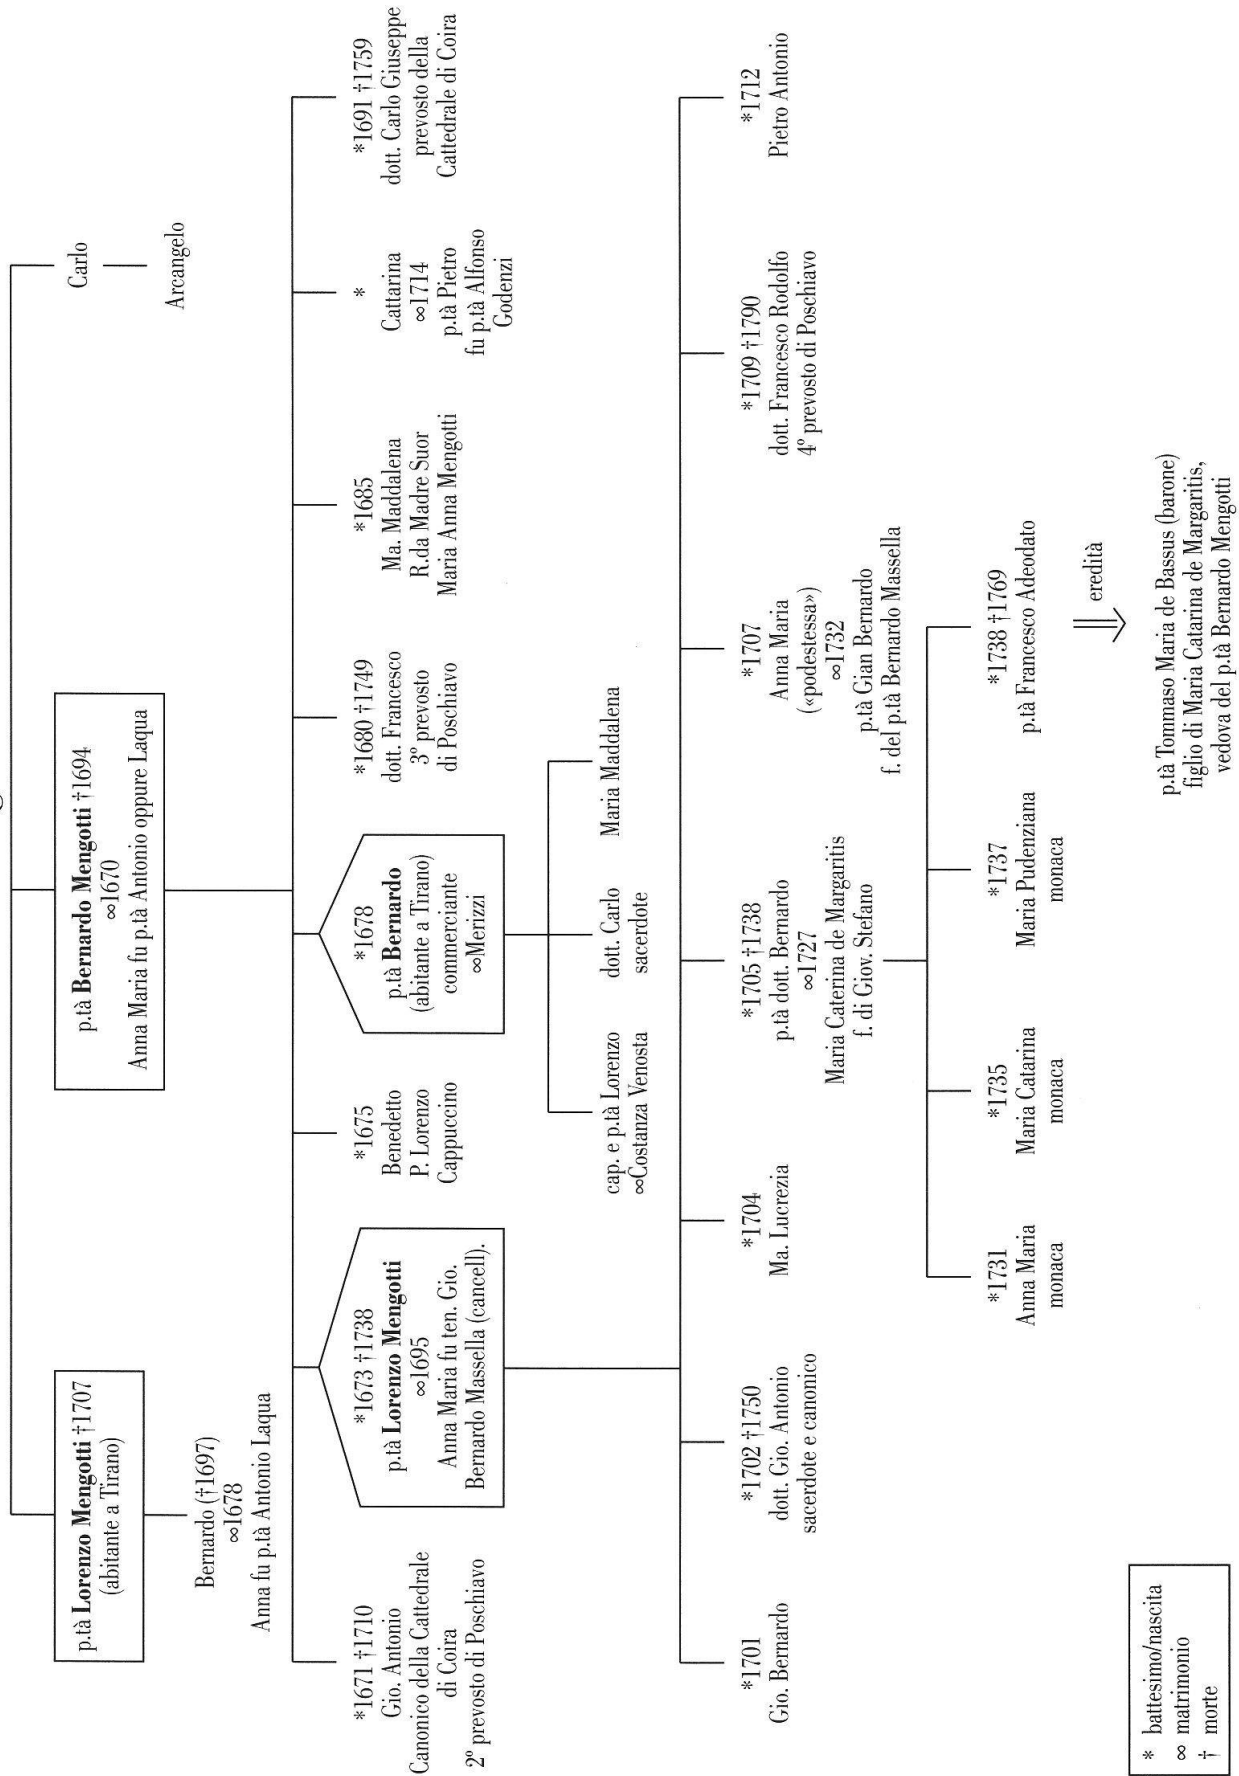 p.tà Lorenzo Mengotti †1707
(abitante a Tirano)
Bernardo (†1697)
∞1678
Anna fu p.tà Antonio Laqua
p.tà Bernardo Mengotti †1694
∞1670
Anna Maria fu p.tà Antonio oppure Laqua
Carlo
Arcangelo
*1671 †1710
Gio. Antonio
Canonico della Cattedrale
di Coira
2º prevosto di Poschiavo
*1673 †1738
p.tà Lorenzo Mengotti
∞1695
Anna Maria fu ten. Gio.
Bernardo Massella (cancell).
*1675
Benedetto
P. Lorenzo
Cappuccino
*1678
p.tà Bernardo
(abitante a Tirano)
commerciante
∞Merizzi
*1680 †1749
dott. Francesco
3º prevosto
di Poschiavo
*1685
Ma. Maddalena
R.da Madre Suor
Maria Anna Mengotti
*
Cattarina
∞1714
p.tà Pietro
fu p.tà Alfonso
Godenzi
*1691 †1759
dott. Carlo Giuseppe
prevosto della
Cattedrale di Coira
cap. e p.tà Lorenzo
∞Costanza Venosta
dott. Carlo
sacerdote
Maria Maddalena
*1701
Gio. Bernardo
*1702 †1750
dott. Gio. Antonio
sacerdote e canonico
*1704
Ma. Lucrezia
*1705 †1738
p.tà dott. Bernardo
∞1727
Maria Caterina de Margaritis
f. di Giov. Stefano
*1707
Anna Maria
(«podestessa»)
∞1732
p.tà Gian Bernardo
f. del p.tà Bernardo Massella
*1709 †1790
dott. Francesco Rodolfo
4º prevosto di Poschiavo
*1712
Pietro Antonio
*1731
Anna Maria
monaca
*1735
Maria Catarina
monaca
*1737
Maria Pudenziana
monaca
*1738 †1769
p.tà Francesco Adeodato
eredità
p.tà Tommaso Maria de Bassus (barone)
figlio di Maria Catarina de Margaritis,
vedova del p.tà Bernardo Mengotti
* battesimo/nascita
∞ matrimonio
† morte